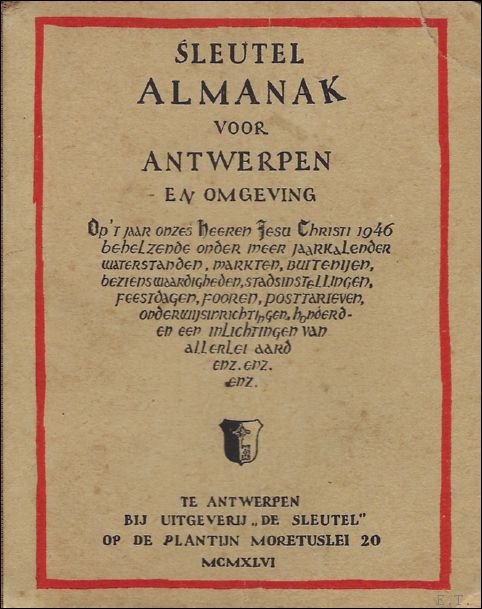 SLEUTEL
ALMANAK
VOOR
ANTWERPEN
- EN OMGEVING
Op't jaar onzes Heeren Jesu Christi 1946
behelzende onder meer jaarkalender
waterstanden, markten, buitenijen,
bezienswaardigheden, stadsinstellingen,
feestdagen, fooren, posttarieven,
onderwijsinrichtingen, honderd-
en een inlichtingen van
allerlei aard
enz. enz.
enz.
TE ANTWERPEN
BIJ UITGEVERIJ „DE SLEUTEL"
OP DE PLANTIJN MORETUSLEI 20
MCMXLVI
E.T.